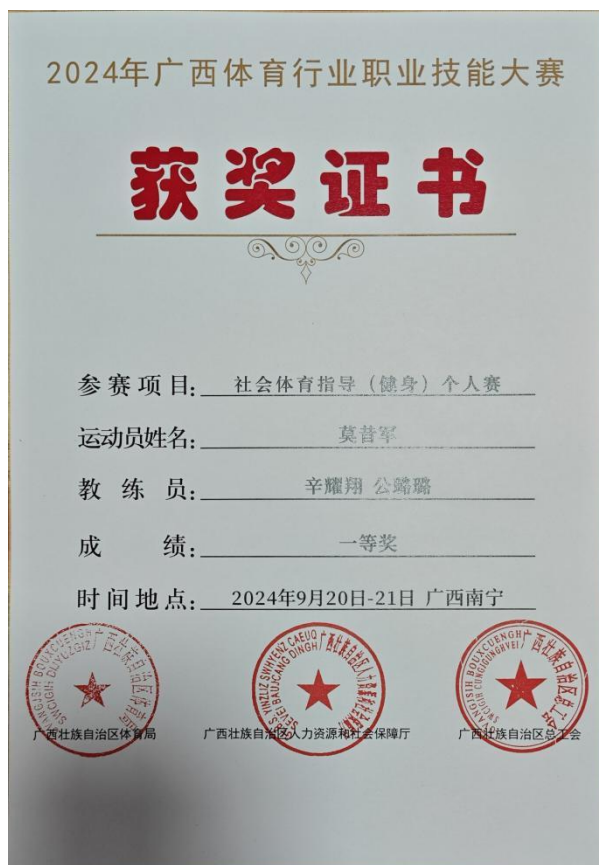 2024年广西体育行业职业技能大赛
获奖证书
参赛项目: 社会体育指导（健身）个人赛
运动员姓名: 莫昔军
教练员: 辛耀翔 公璐璐
成绩: 一等奖
时间地点: 2024年9月20日-21日 广西南宁
广西壮族自治区体育局
广西壮族自治区人力资源和社会保障厅
广西壮族自治区总工会